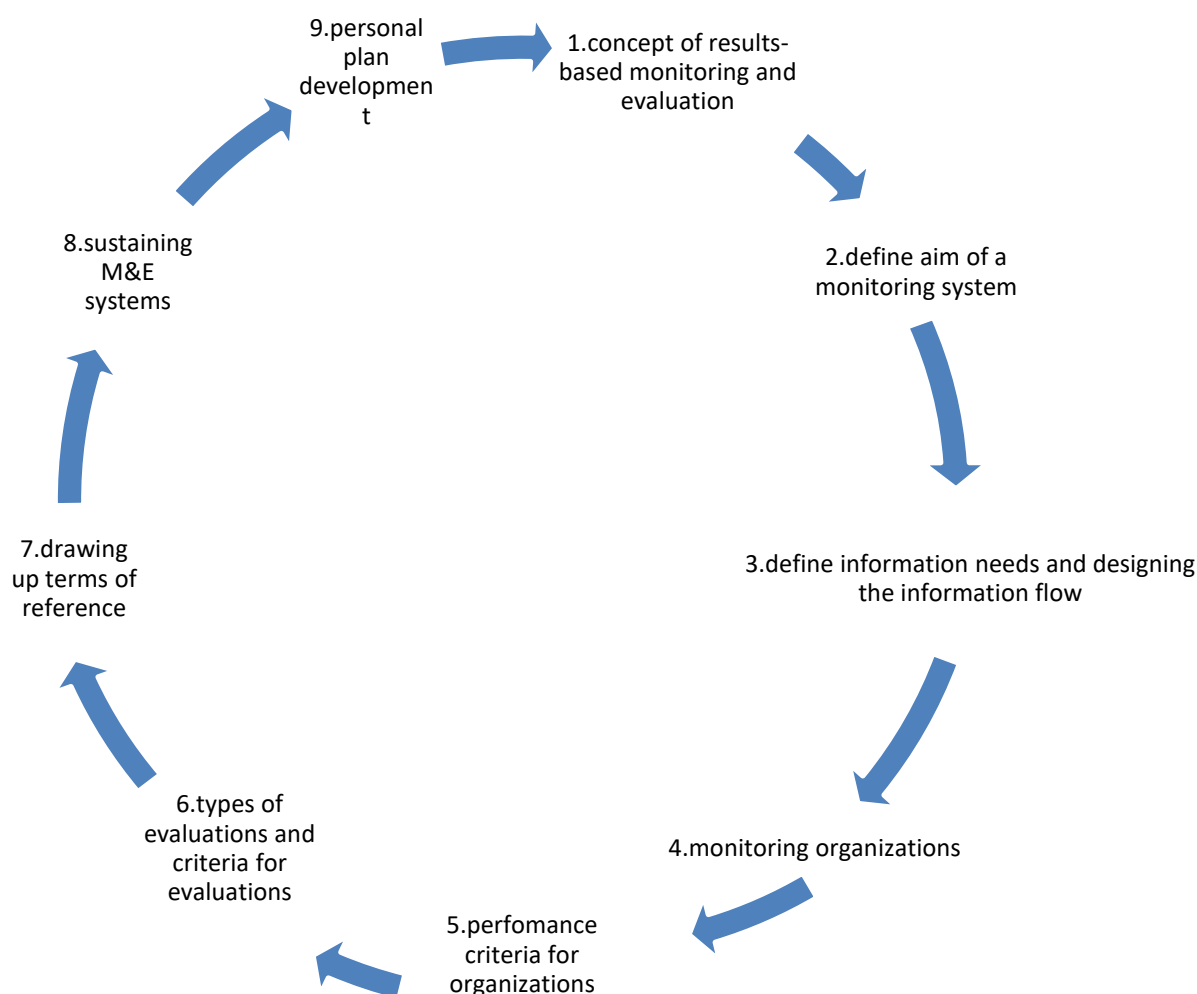 1.concept of results-
based monitoring and
evaluation
2.define aim of a
monitoring system
3.define information needs and designing
the information flow
4.monitoring organizations
5.perfomance
criteria for
organizations
6.types of
evaluations and
criteria for
evaluations
7.drawing
up terms of
reference
8.sustaining
M&E
systems
9.personal
plan
developmen
t